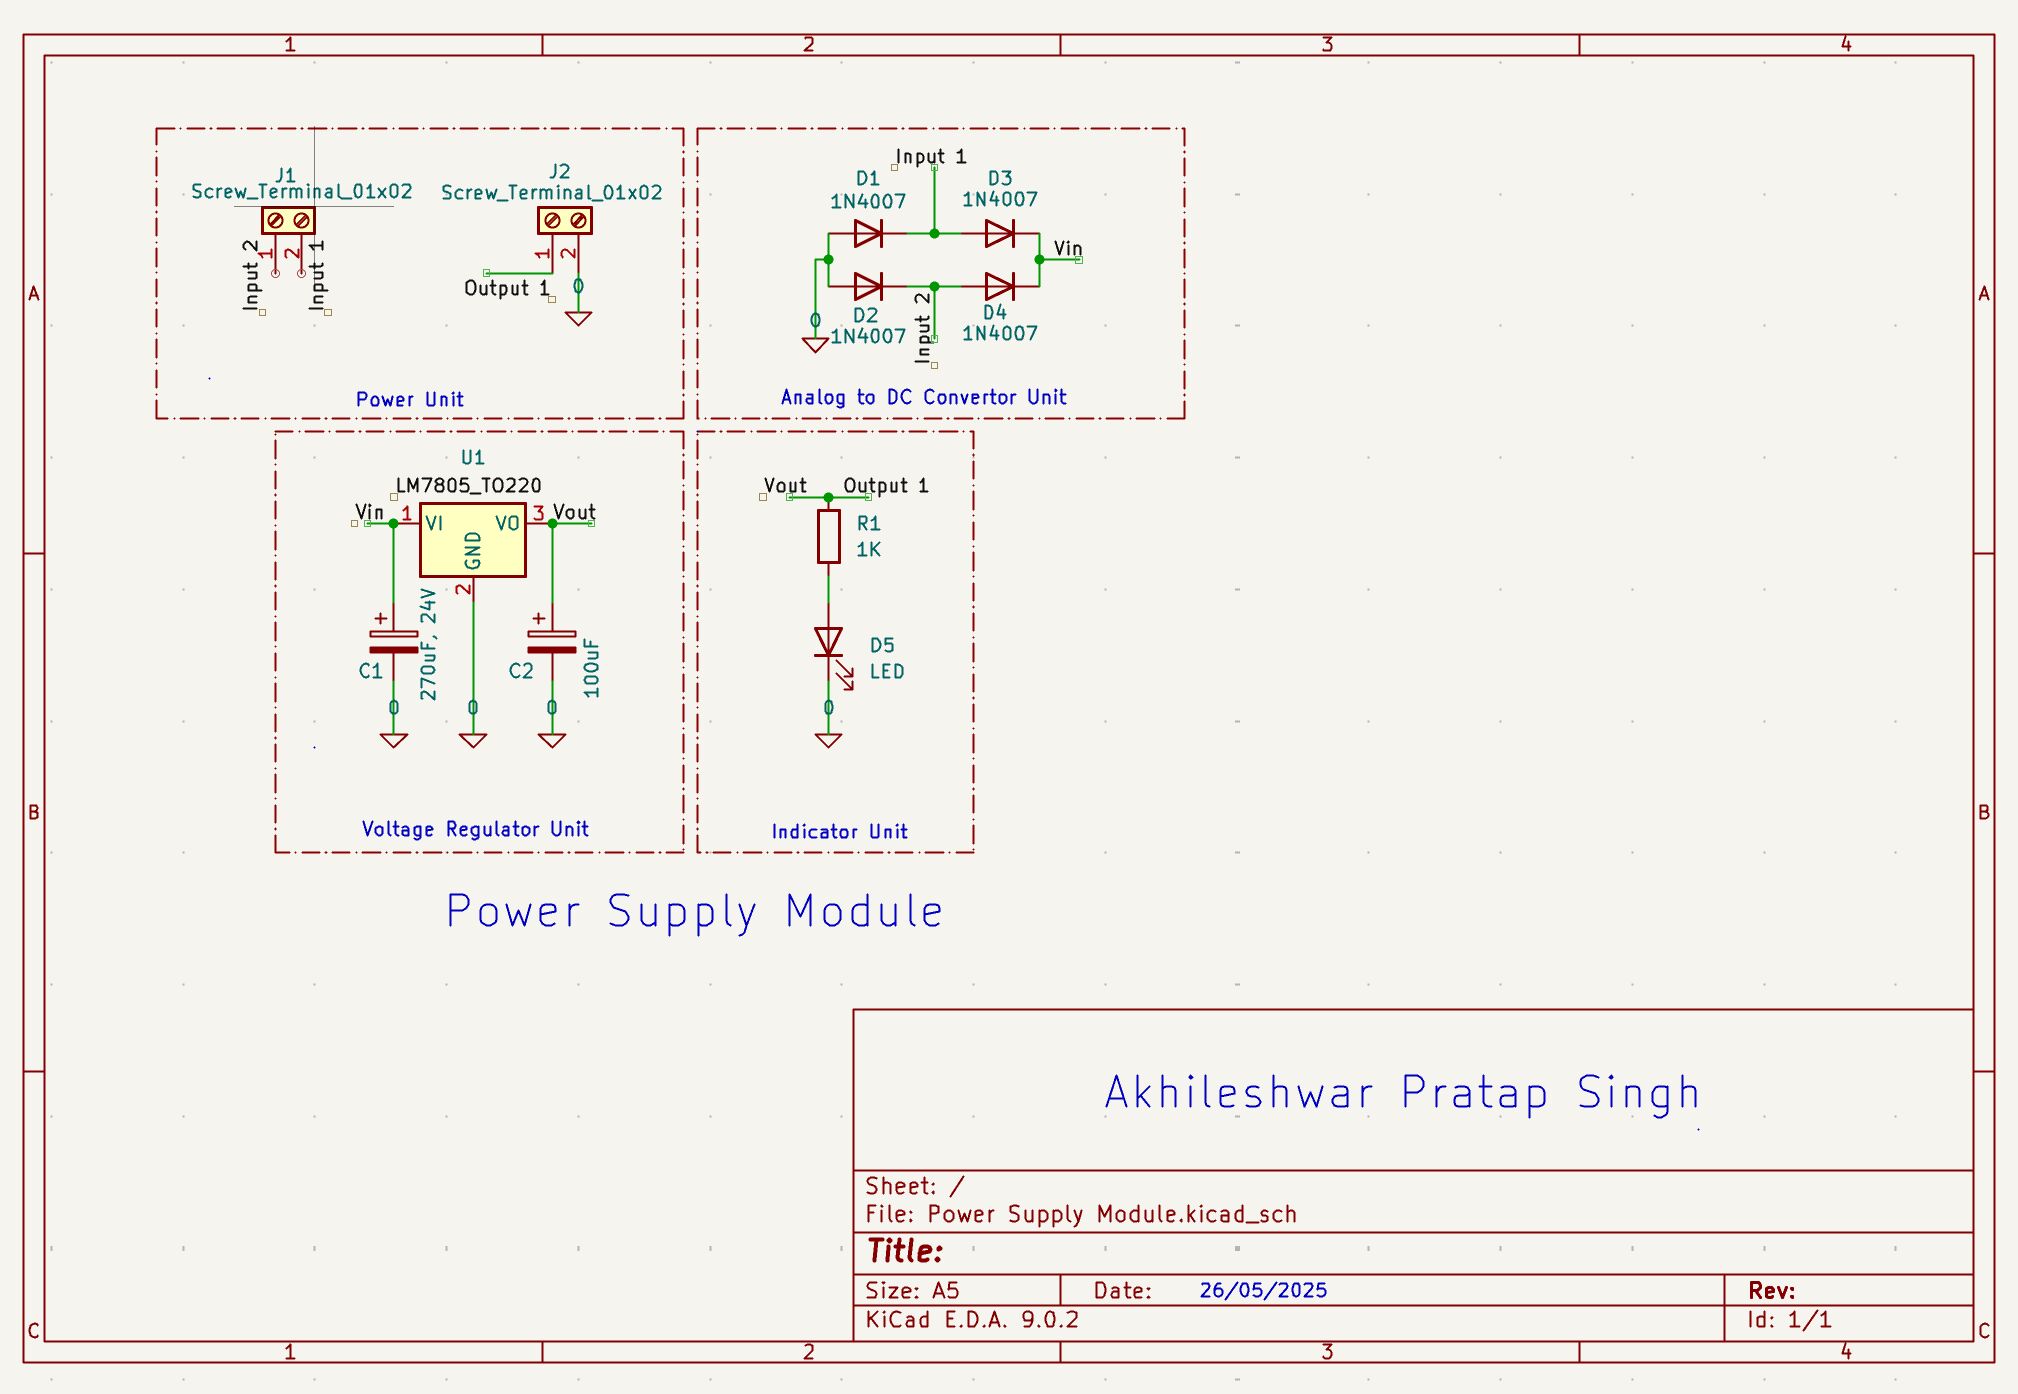 1 2 3 4
J1
Screw_Terminal_01x02
1
2
Input 2
Input 1
J2
Screw_Terminal_01x02
1
2
Output 1
0
Power Unit
Input 1
D1
1N4007
D3
1N4007
Vin
D2
1N4007
D4
1N4007
0
Input 2
Analog to DC Convertor Unit
A A
U1
LM7805_TO220
Vin
1
VI
VO
3
Vout
GND
2
C1
270uF, 24V
C2
100uF
0 0 0
Voltage Regulator Unit
Vout
Output 1
R1
1K
D5
LED
0
Indicator Unit
B B
Power Supply Module
Akhileshwar Pratap Singh
Sheet: /
File: Power Supply Module.kicad_sch
Title:
Size: A5
Date: 26/05/2025
Rev:
KiCad E.D.A. 9.0.2
Id: 1/1
C C
1 2 3 4